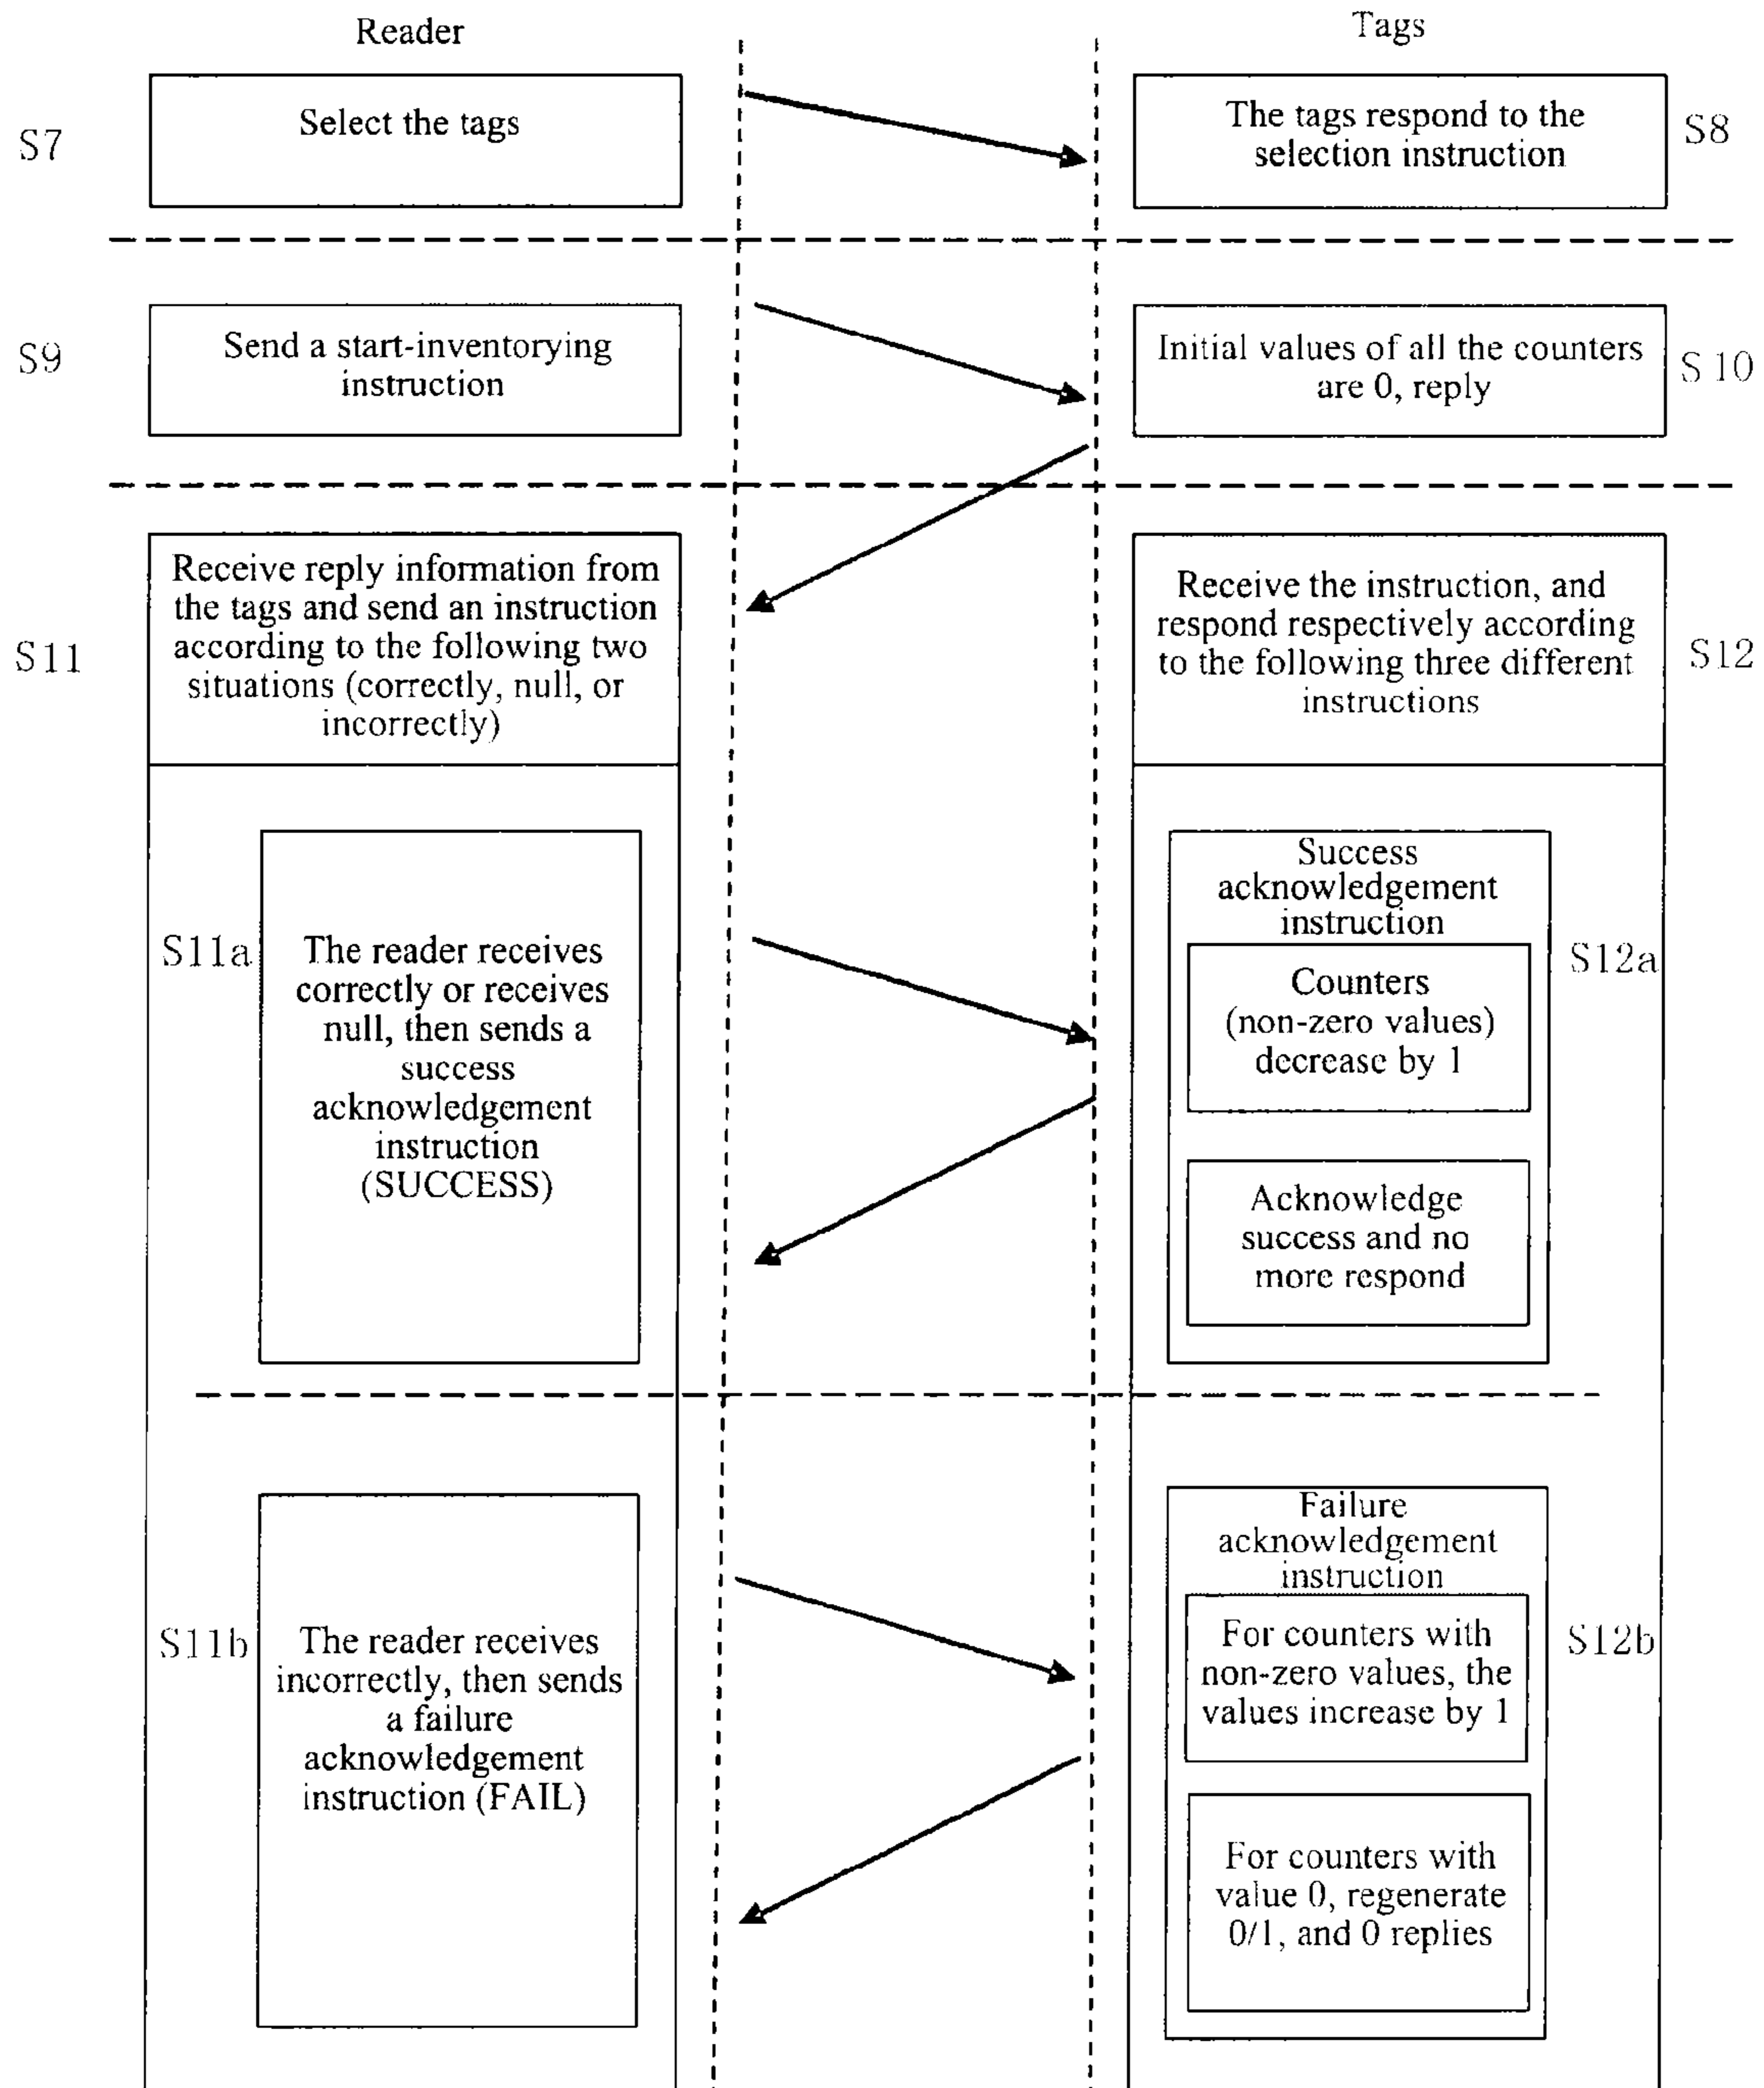 Reader
Tags
S7
Select the tags
The tags respond to the
selection instruction
S8
S9
Send a start-inventorying
instruction
Initial values of all the counters
are 0, reply
S10
S11
Receive reply information from
the tags and send an instruction
according to the following two
situations (correctly, null, or
incorrectly)
Receive the instruction, and
respond respectively according
to the following three different
instructions
S12
S11a
The reader receives
correctly or receives
null, then sends a
success
acknowledgement
instruction
(SUCCESS)
Success
acknowledgement
instruction
S12a
Counters
(non-zero values)
decrease by 1
Acknowledge
success and no
more respond
S11b
The reader receives
incorrectly, then sends
a failure
acknowledgement
instruction (FAIL)
Failure
acknowledgement
instruction
S12b
For counters with
non-zero values, the
values increase by 1
For counters with
value 0, regenerate
0/1, and 0 replies